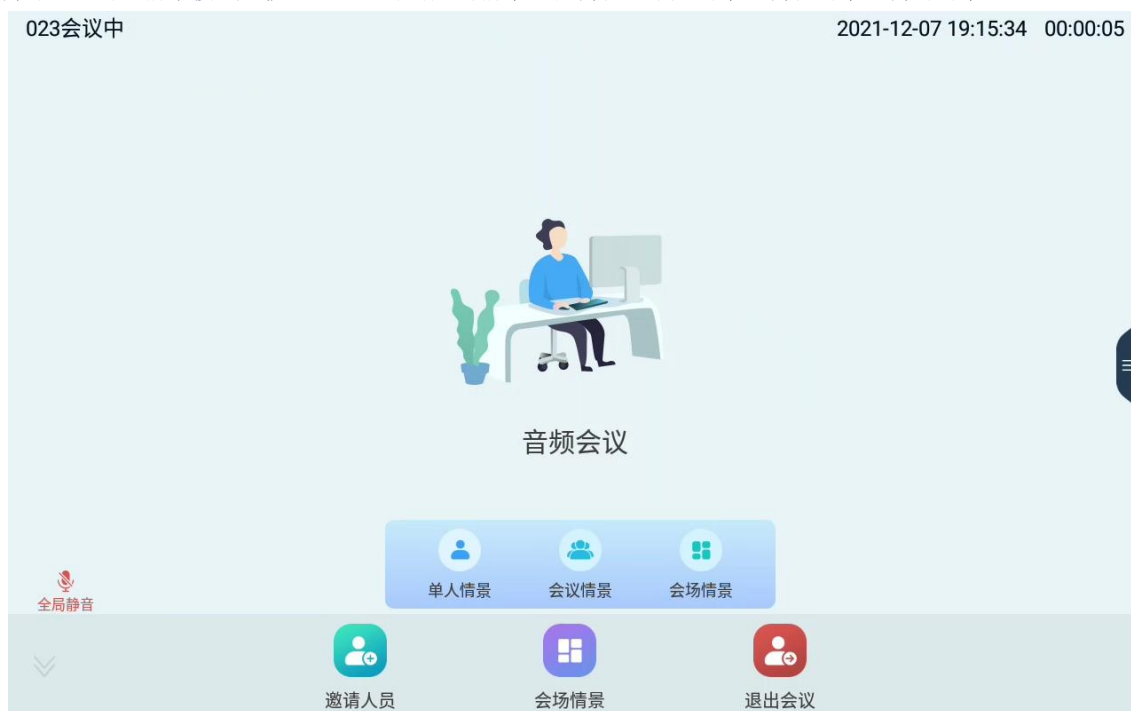 023会议中
2021-12-07 19:15:34 00:00:05
音频会议
单人情景 会议情景 会场情景
全局静音
邀请人员 会场情景 退出会议